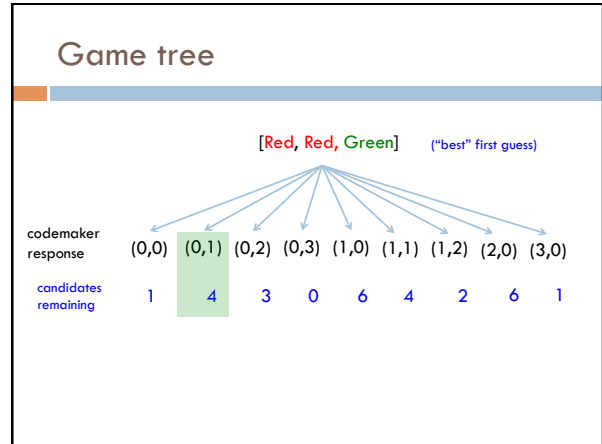 Game tree
[Red, Red, Green] ("best" first guess)
codemaker
response (0,0) (0,1) (0,2) (0,3) (1,0) (1,1) (1,2) (2,0) (3,0)
candidates
remaining 1 4 3 0 6 4 2 6 1